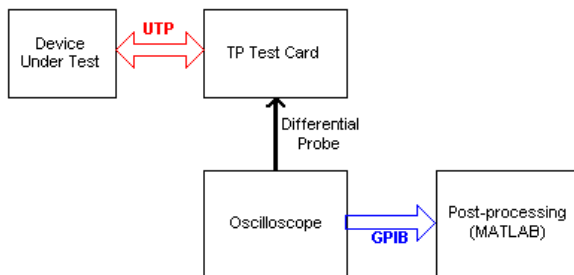 Device
Under Test
UTP
TP Test Card
Differential
Probe
Oscilloscope
GPIB
Post-processing
(MATLAB)